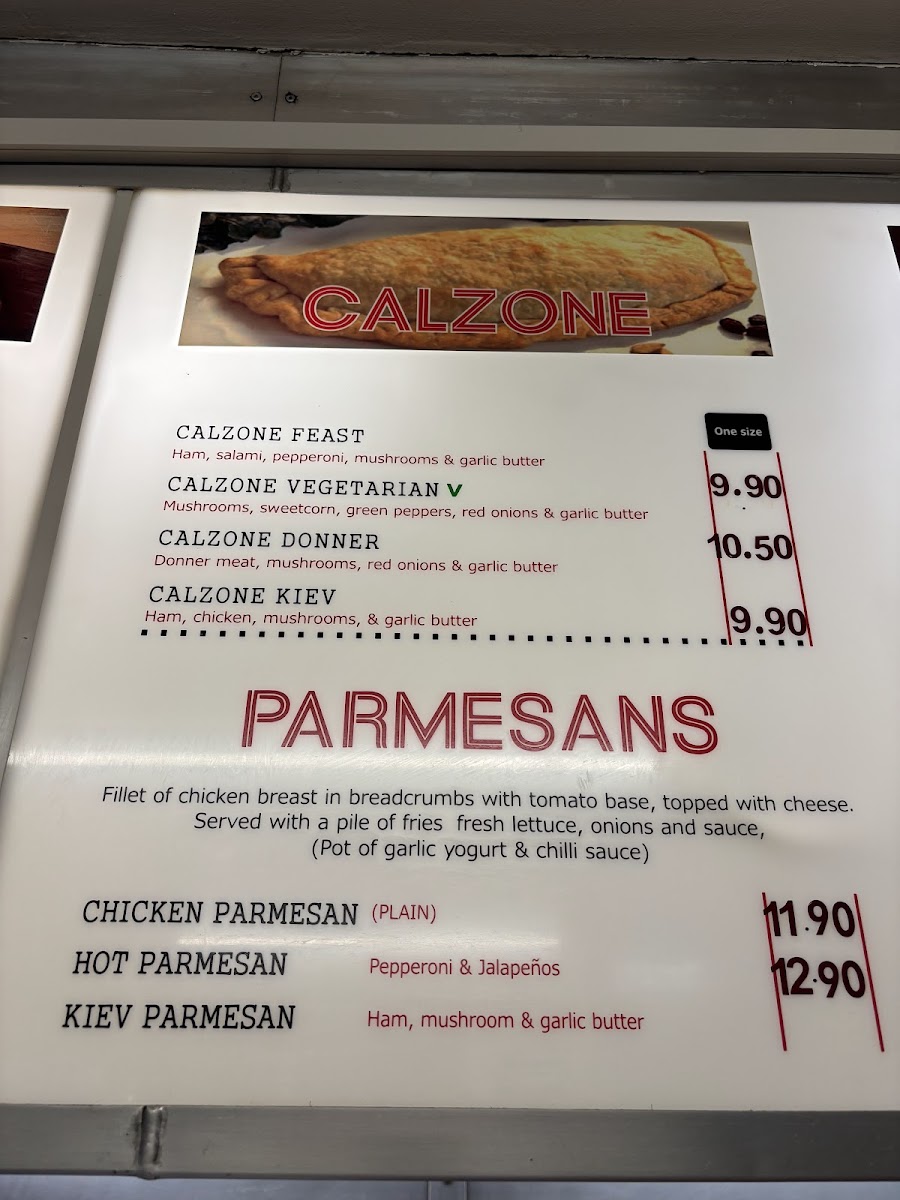 CALZONE
One size
CALZONE FEAST
Ham, salami, pepperoni, mushrooms & garlic butter
CALZONE VEGETARIAN V 9.90
Mushrooms, sweetcorn, green peppers, red onions & garlic butter
CALZONE DONNER 10.50
Donner meat, mushrooms, red onions & garlic butter
CALZONE KIEV
Ham, chicken, mushrooms, & garlic butter 9.90
PARMESANS
Fillet of chicken breast in breadcrumbs with tomato base, topped with cheese.
Served with a pile of fries fresh lettuce, onions and sauce,
(Pot of garlic yogurt & chilli sauce)
CHICKEN PARMESAN (PLAIN) 11.90
HOT PARMESAN Pepperoni & Jalapeños 12.90
KIEV PARMESAN Ham, mushroom & garlic butter